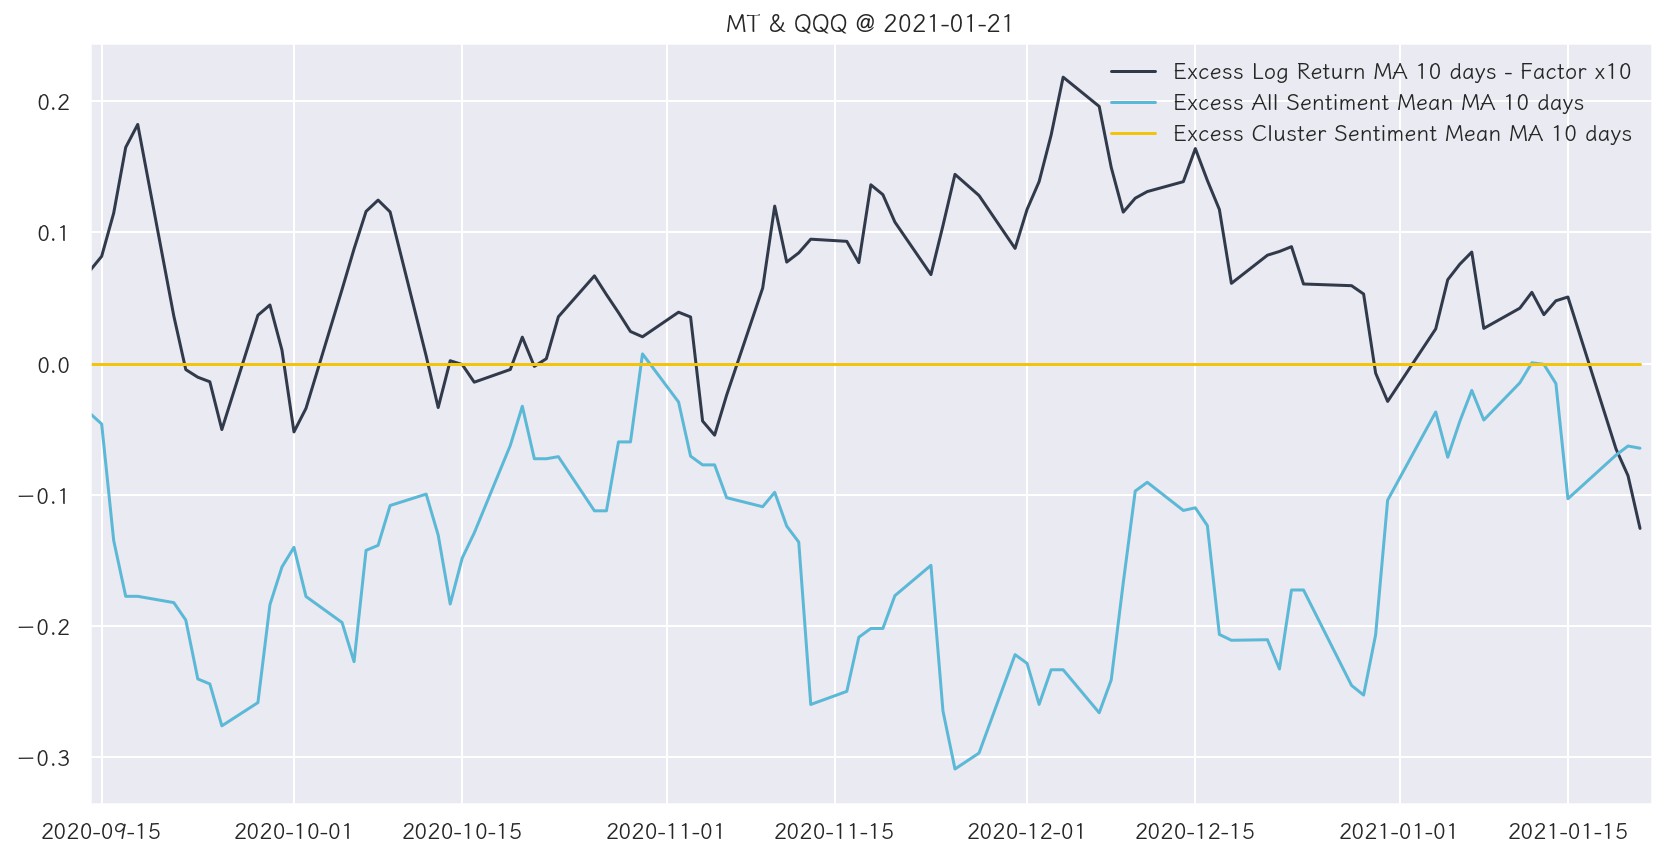 MT & QQQ @ 2021-01-21
Excess Log Return MA 10 days - Factor x10
Excess All Sentiment Mean MA 10 days
Excess Cluster Sentiment Mean MA 10 days
0.2
0.1
0.0
−0.1
−0.2
−0.3
2020-09-15 2020-10-01 2020-10-15 2020-11-01 2020-11-15 2020-12-01 2020-12-15 2021-01-01 2021-01-15